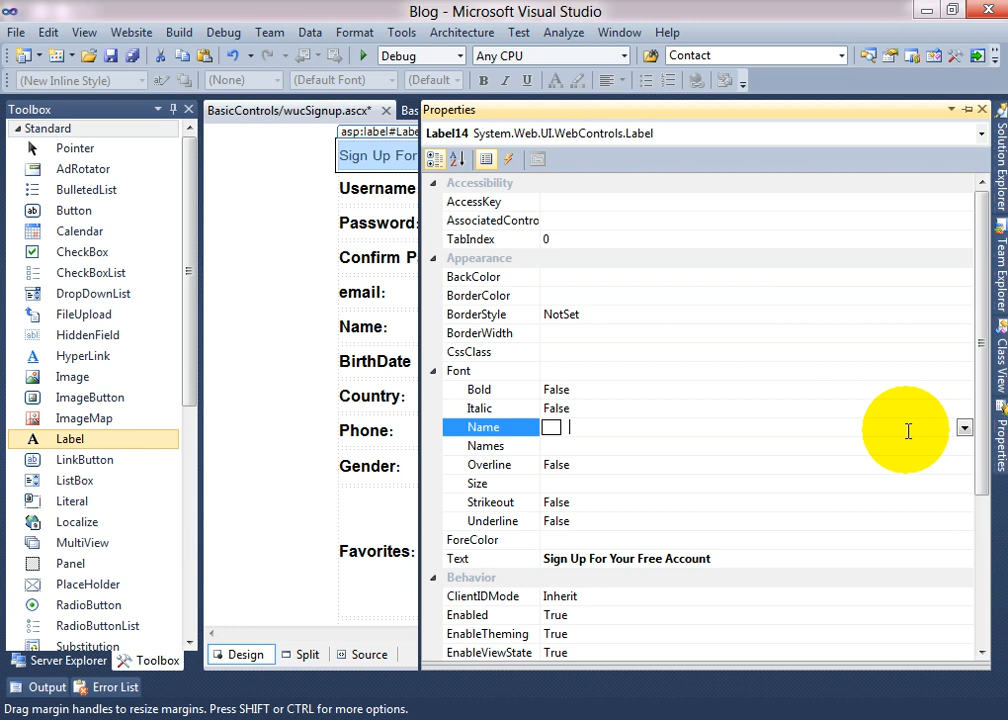 Blog - Microsoft Visual Studio
File Edit View Website Build Debug Team Data Format Tools Architecture Test Analyze Window Help
Debug Any CPU Contact
(New Inline Style) (None) (Default Font) (Default B I U A
Toolbox
BasicControls/wucSignup.ascx* Bas
Properties
Standard
Pointer
AdRotator
BulletedList
Button
Calendar
CheckBox
CheckBoxList
DropDownList
FileUpload
HiddenField
HyperLink
Image
ImageButton
ImageMap
Label
LinkButton
ListBox
Literal
Localize
MultiView
Panel
PlaceHolder
RadioButton
RadioButtonList
Substitution
Server Explorer Toolbox
asp:label#Labe
Sign Up For
Username
Password:
Confirm P
email:
Name:
BirthDate
Country:
Phone:
Gender:
Favorites:
Design Split Source
Label14 System.Web.UI.WebControls.Label
Accessibility
AccessKey
AssociatedContro
TabIndex 0
Appearance
BackColor
BorderColor
BorderStyle NotSet
BorderWidth
CssClass
Font
Bold False
Italic False
Name
Names
Overline False
Size
Strikeout False
Underline False
ForeColor
Text Sign Up For Your Free Account
Behavior
ClientIDMode Inherit
Enabled True
EnableTheming True
EnableViewState True
Solution Explorer
Team Explorer
Class View
Properties
Output Error List
Drag margin handles to resize margins. Press SHIFT or CTRL for more options.